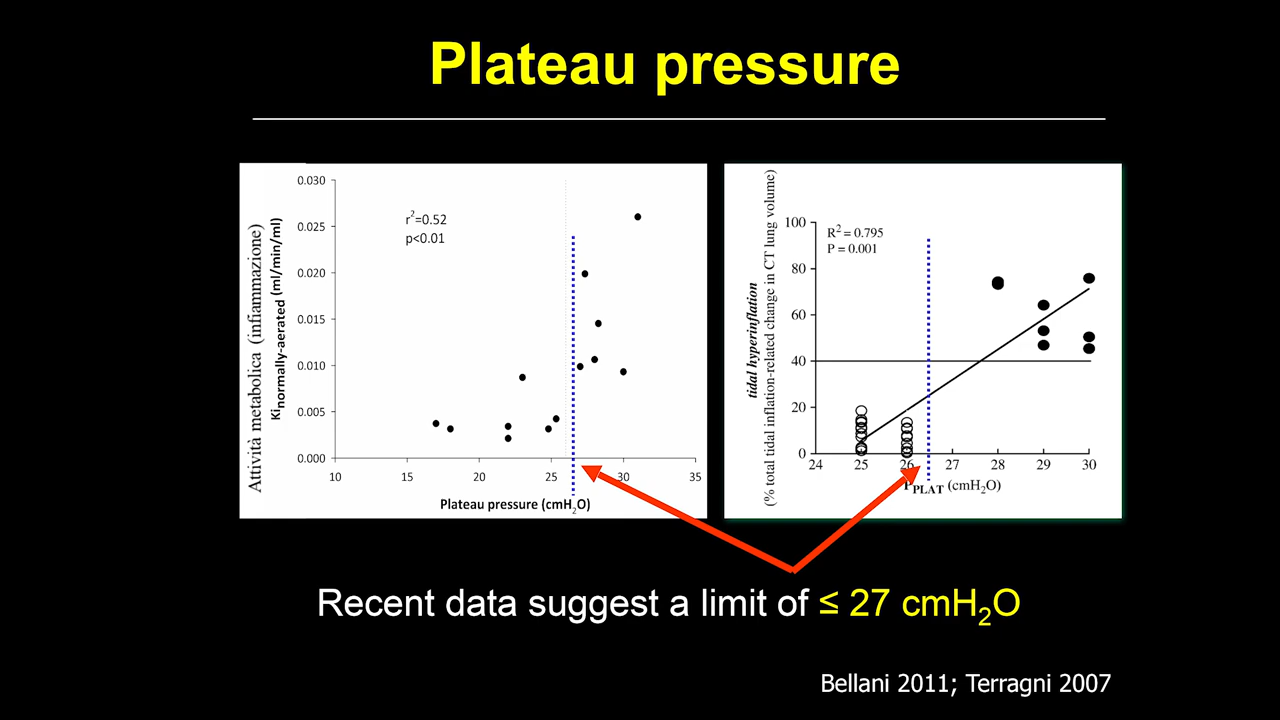 Plateau pressure
Attività metabolica (infiammazione)
Ki normally-aerated (ml/min/ml)
0.030
0.025
0.020
0.015
0.010
0.005
0.000
r²=0.52
p<0.01
10
15
20
25
30
35
Plateau pressure (cmH₂O)
tidal hyperinflation
(% total tidal inflation-related change in CT lung volume)
100
80
60
40
20
0
R² = 0.795
P = 0.001
24
25
26
27
28
29
30
PPLAT (cmH₂O)
Recent data suggest a limit of ≤ 27 cmH₂O
Bellani 2011; Terragni 2007